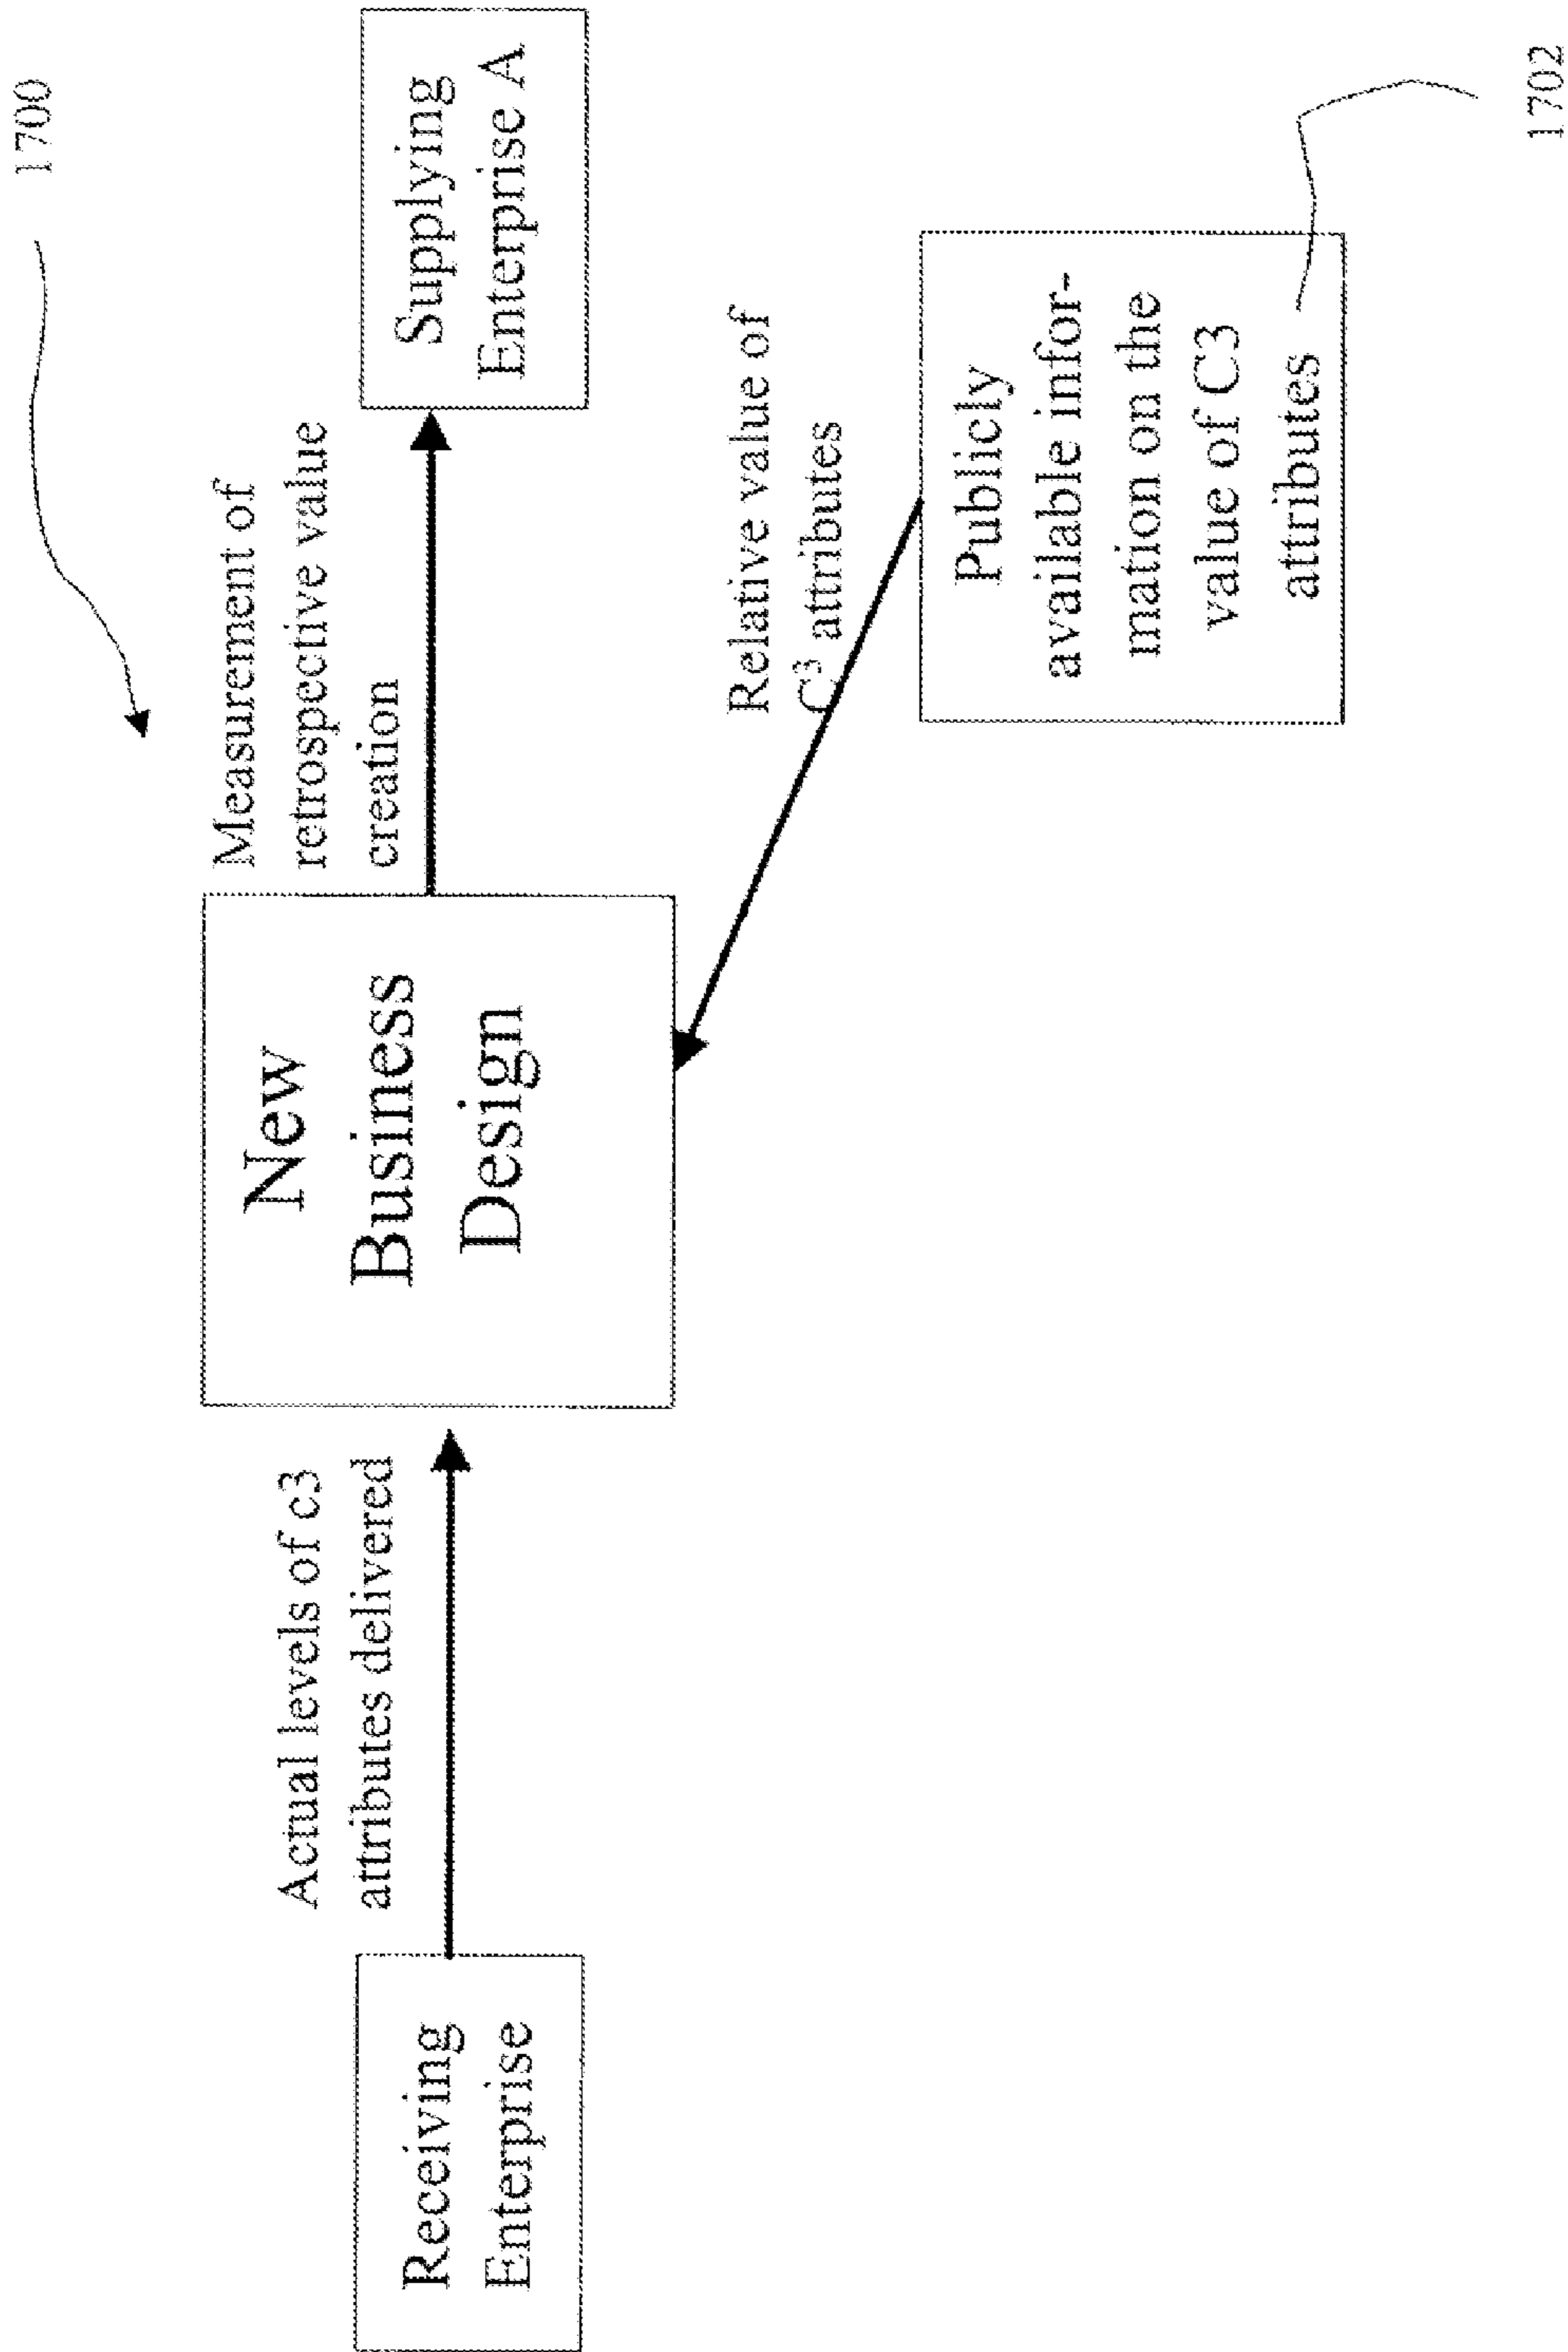 1700
Measurement of
retrospective value
creation
Actual levels of c3
attributes delivered
Receiving
Enterprise
New
Business
Design
Supplying
Enterprise A
Relative value of
C³ attributes
Publicly
available infor-
mation on the
value of C3
attributes
1702